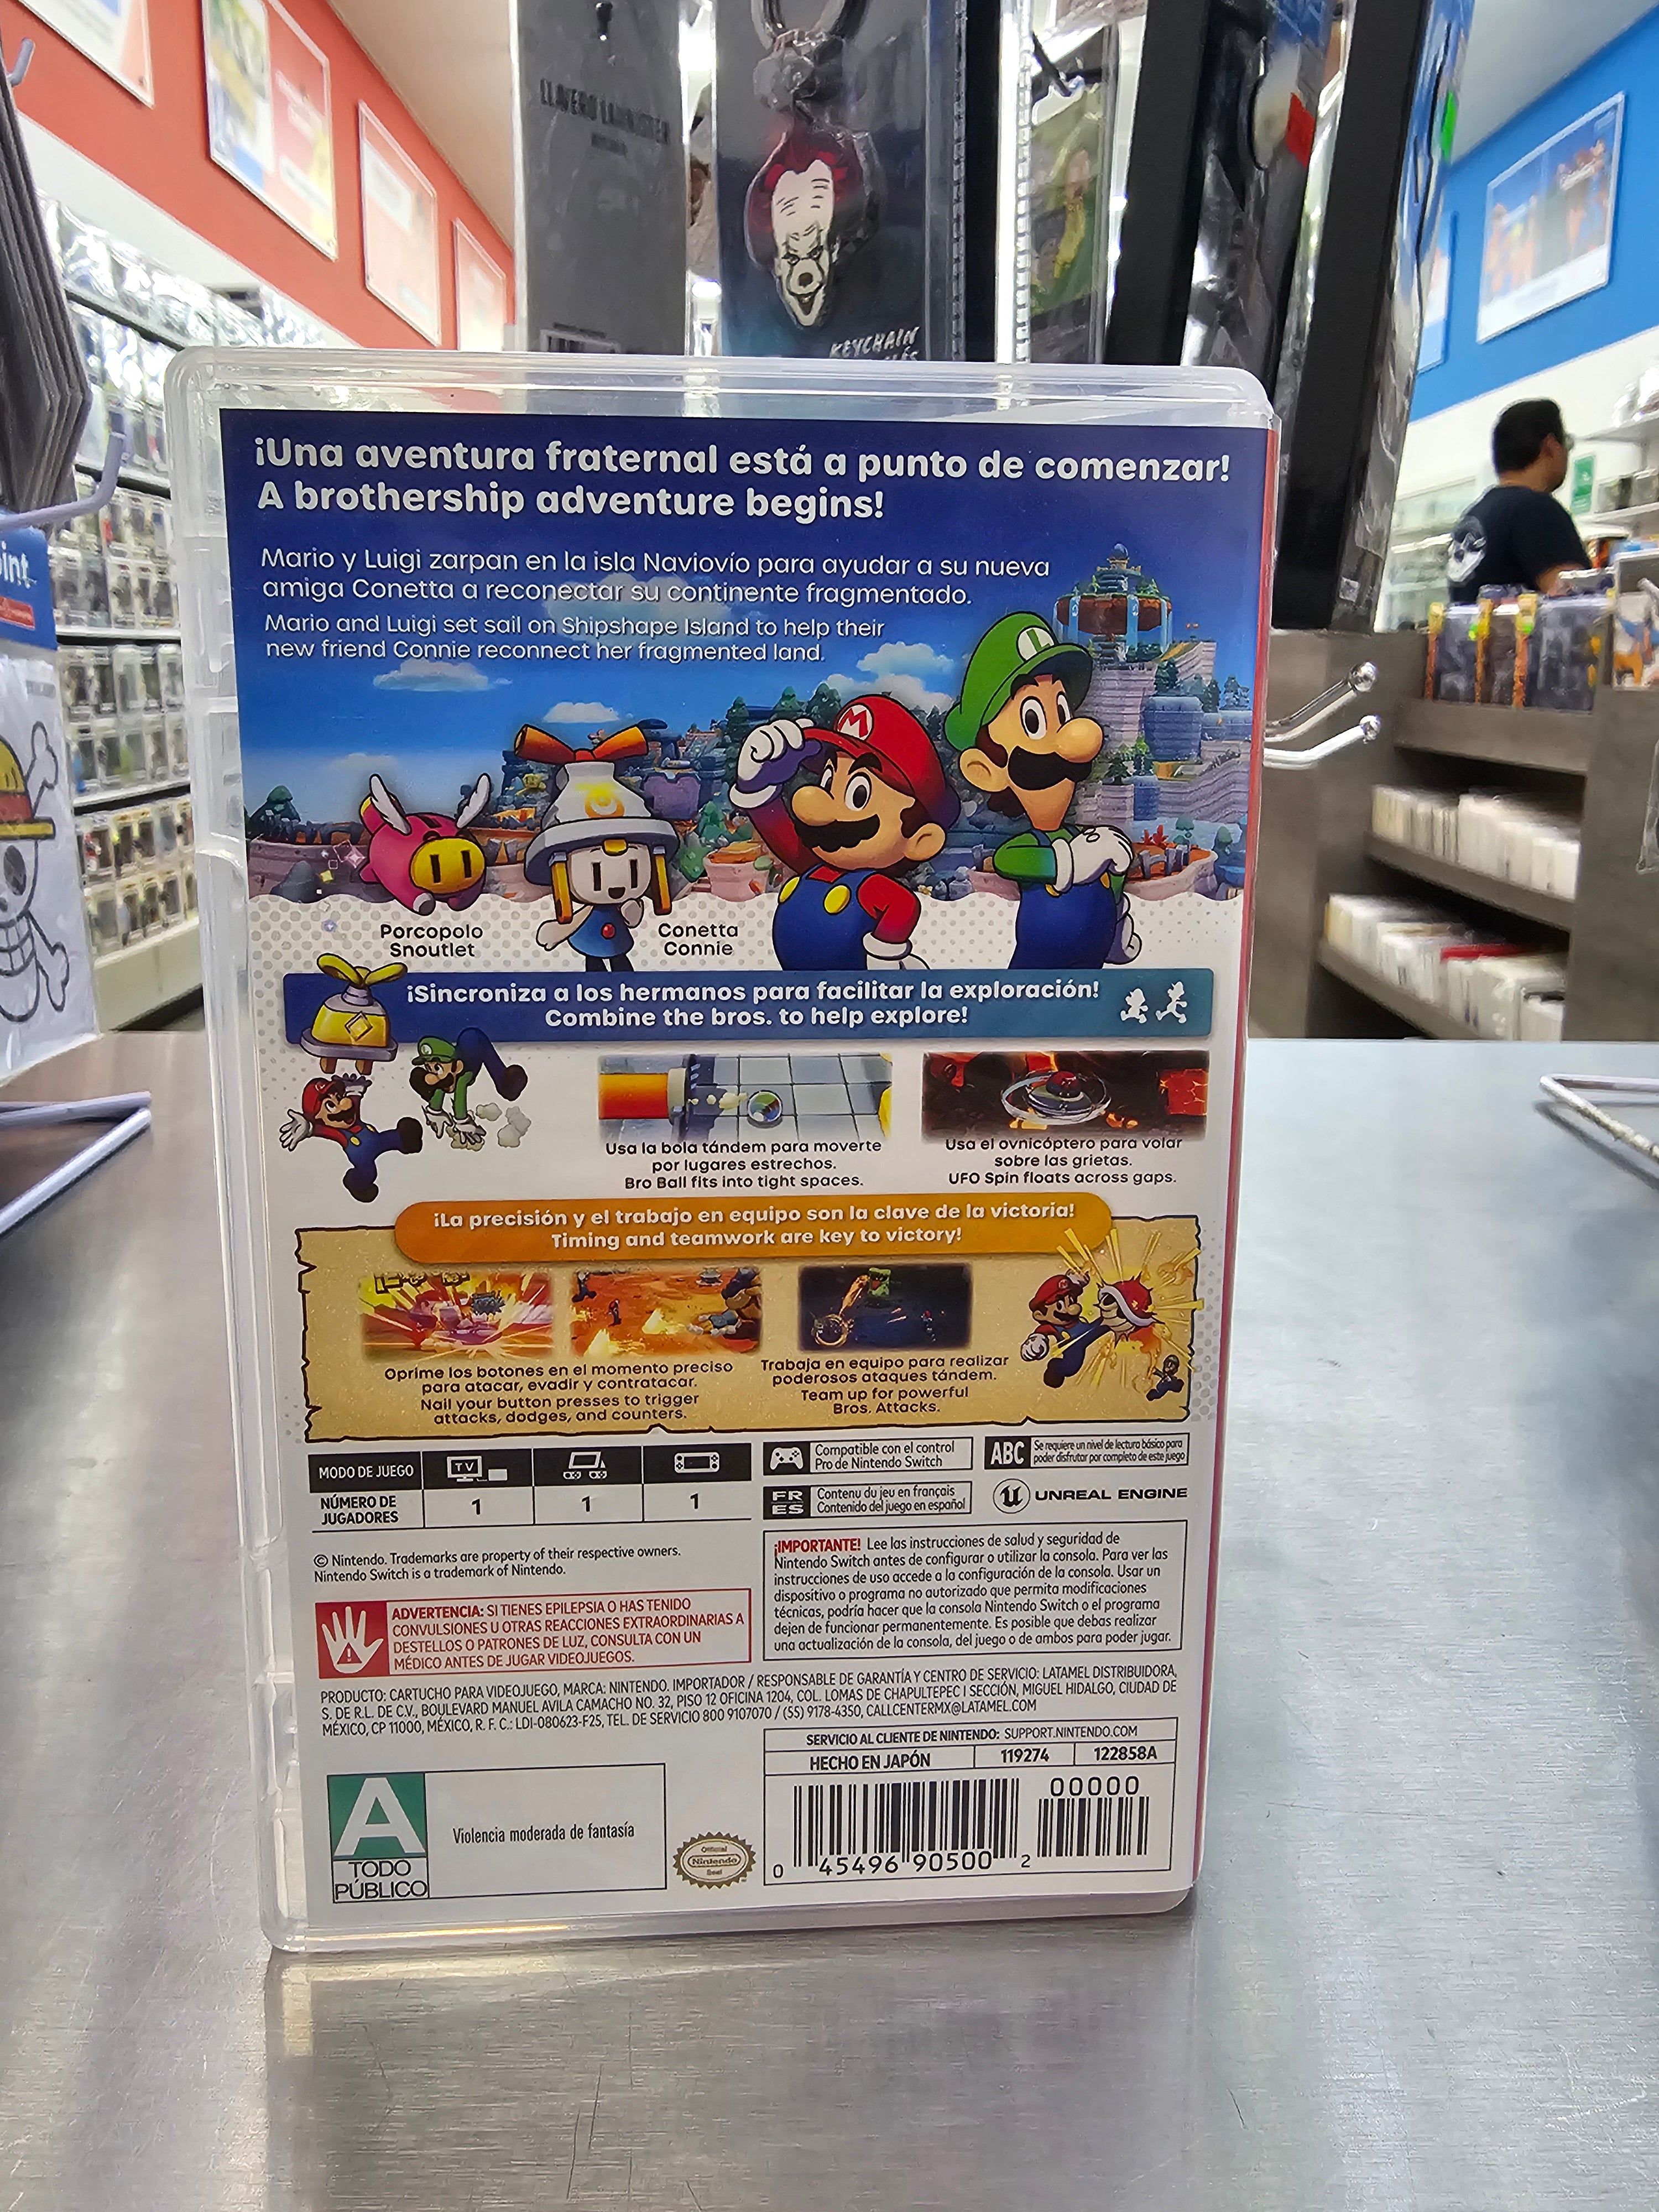 LLAVERO LANNISTER
KEYCHAIN
int
¡Una aventura fraternal está a punto de comenzar!
A brothership adventure begins!
Mario y Luigi zarpan en la isla Naviovío para ayudar a su nueva
amiga Conetta a reconectar su continente fragmentado.
Mario and Luigi set sail on Shipshape Island to help their
new friend Connie reconnect her fragmented land.
Porcopolo
Snoutlet
Conetta
Connie
¡Sincroniza a los hermanos para facilitar la exploración!
Combine the bros. to help explore!
Usa la bola tándem para moverte
por lugares estrechos.
Bro Ball fits into tight spaces.
Usa el ovnicóptero para volar
sobre las grietas.
UFO Spin floats across gaps.
¡La precisión y el trabajo en equipo son la clave de la victoria!
Timing and teamwork are key to victory!
Oprime los botones en el momento preciso
para atacar, evadir y contratacar.
Nail your button presses to trigger
attacks, dodges, and counters.
Trabaja en equipo para realizar
poderosos ataques tándem.
Team up for powerful
Bros. Attacks.
MODO DE JUEGO
TV
NÚMERO DE
JUGADORES
1 1 1
Compatible con el control
Pro de Nintendo Switch
ABC
Se requiere un nivel de lectura básico para
poder disfrutar por completo de este juego
FR
ES
Contenu du jeu en français
Contenido del juego en español
UNREAL ENGINE
© Nintendo. Trademarks are property of their respective owners.
Nintendo Switch is a trademark of Nintendo.
ADVERTENCIA: SI TIENES EPILEPSIA O HAS TENIDO
CONVULSIONES U OTRAS REACCIONES EXTRAORDINARIAS A
DESTELLOS O PATRONES DE LUZ, CONSULTA CON UN
MÉDICO ANTES DE JUGAR VIDEOJUEGOS.
¡IMPORTANTE! Lee las instrucciones de salud y seguridad de
Nintendo Switch antes de configurar o utilizar la consola. Para ver las
instrucciones de uso accede a la configuración de la consola. Usar un
dispositivo o programa no autorizado que permita modificaciones
técnicas, podría hacer que la consola Nintendo Switch o el programa
dejen de funcionar permanentemente. Es posible que debas realizar
una actualización de la consola, del juego o de ambos para poder jugar.
PRODUCTO: CARTUCHO PARA VIDEOJUEGO, MARCA: NINTENDO. IMPORTADOR / RESPONSABLE DE GARANTÍA Y CENTRO DE SERVICIO: LATAMEL DISTRIBUIDORA,
S. DE R.L. DE C.V., BOULEVARD MANUEL AVILA CAMACHO NO. 32, PISO 12 OFICINA 1204, COL. LOMAS DE CHAPULTEPEC I SECCIÓN, MIGUEL HIDALGO, CIUDAD DE
MÉXICO, CP 11000, MÉXICO, R. F. C.: LDI-080623-F25, TEL. DE SERVICIO 800 9107070 / (55) 9178-4350, CALLCENTERMX@LATAMEL.COM
SERVICIO AL CLIENTE DE NINTENDO: SUPPORT.NINTENDO.COM
HECHO EN JAPÓN
119274
122858A
A
TODO
PÚBLICO
Violencia moderada de fantasía
Official
Nintendo
Seal
00000
0 45496 90500 2